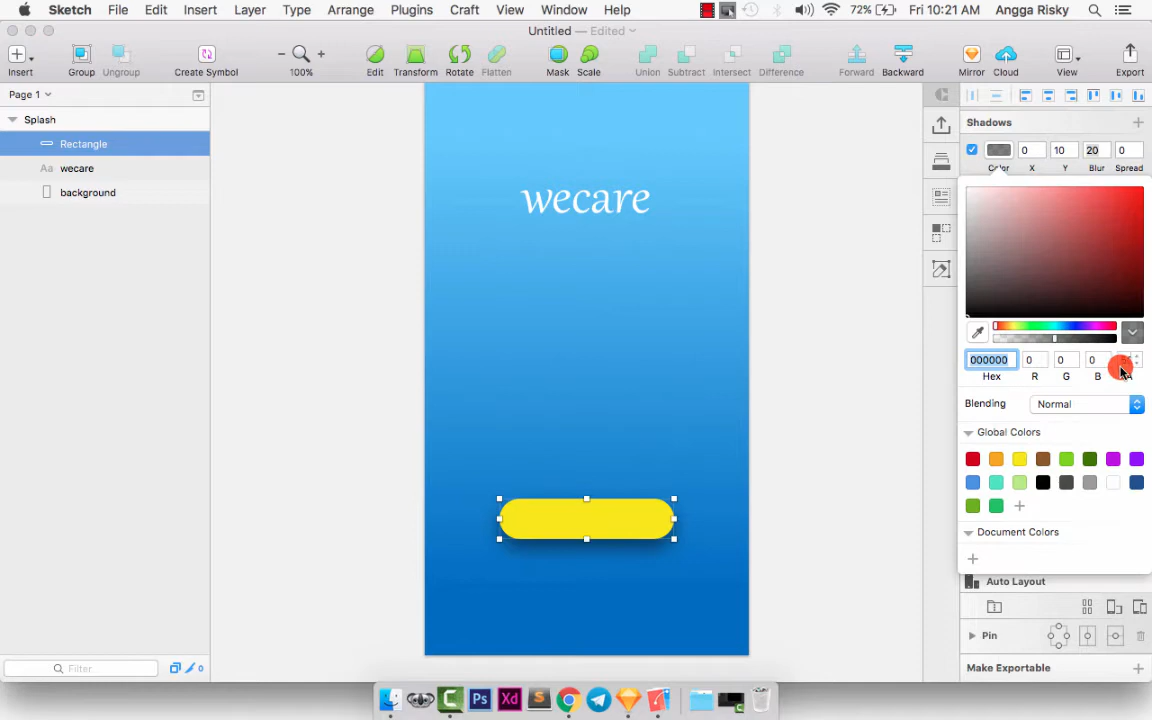 Sketch File Edit Insert Layer Type Arrange Plugins Craft View Window Help 72% Fri 10:21 AM Angga Risky
Untitled — Edited
Insert Group Ungroup Create Symbol 100% Edit Transform Rotate Flatten Mask Scale Union Subtract Intersect Difference Forward Backward Mirror Cloud View Export
Page 1
Splash
Rectangle
Aa wecare
background
wecare
Shadows
0 10 20 0
Color X Y Blur Spread
000000 0 0 0
Hex R G B A
Blending Normal
Global Colors
Document Colors
Auto Layout
Pin
Make Exportable
Filter 0
Ps Xd S